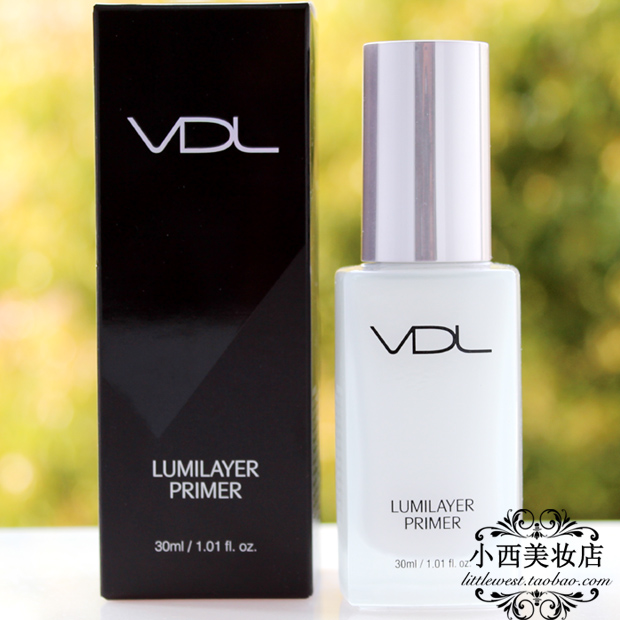 VDL
LUMILAYER
PRIMER
30ml / 1.01 fl. oz.
VDL
LUMILAYER
PRIMER
30ml / 1.01 fl. oz.
小西美妆店
littlewest.taobao.com